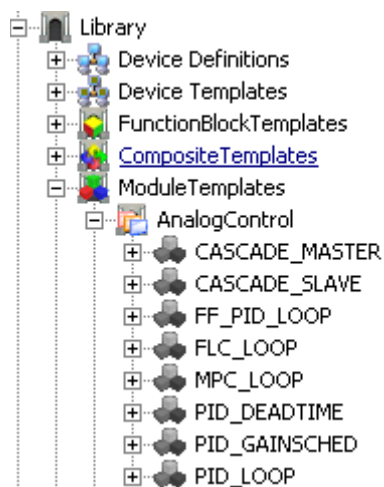 Library
Device Definitions
Device Templates
FunctionBlockTemplates
CompositeTemplates
ModuleTemplates
AnalogControl
CASCADE_MASTER
CASCADE_SLAVE
FF_PID_LOOP
FLC_LOOP
MPC_LOOP
PID_DEADTIME
PID_GAINSCHED
PID_LOOP